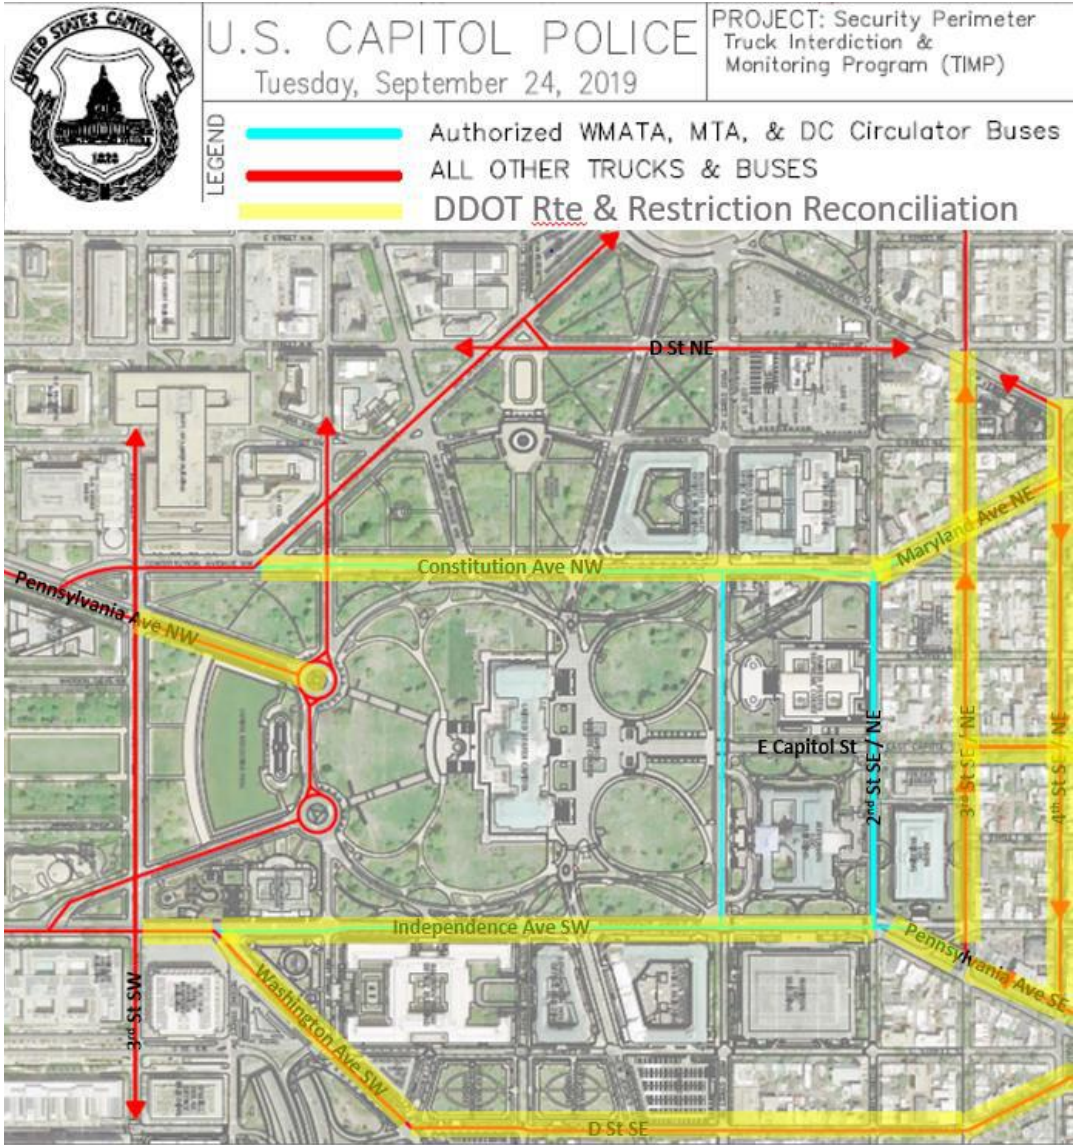 UNITED STATES CAPITOL POLICE
1828
U.S. CAPITOL POLICE
Tuesday, September 24, 2019
PROJECT: Security Perimeter
Truck Interdiction &
Monitoring Program (TIMP)
LEGEND
Authorized WMATA, MTA, & DC Circulator Buses
ALL OTHER TRUCKS & BUSES
DDOT Rte & Restriction Reconciliation
D St NE
Maryland Ave NE
Constitution Ave NW
Pennsylvania Ave NW
E Capitol St
2nd St SE / NE
3rd St SE / NE
4th St SE / NE
Independence Ave SW
Pennsylvania Ave SE
Washington Ave SW
3rd St SW
D St SE